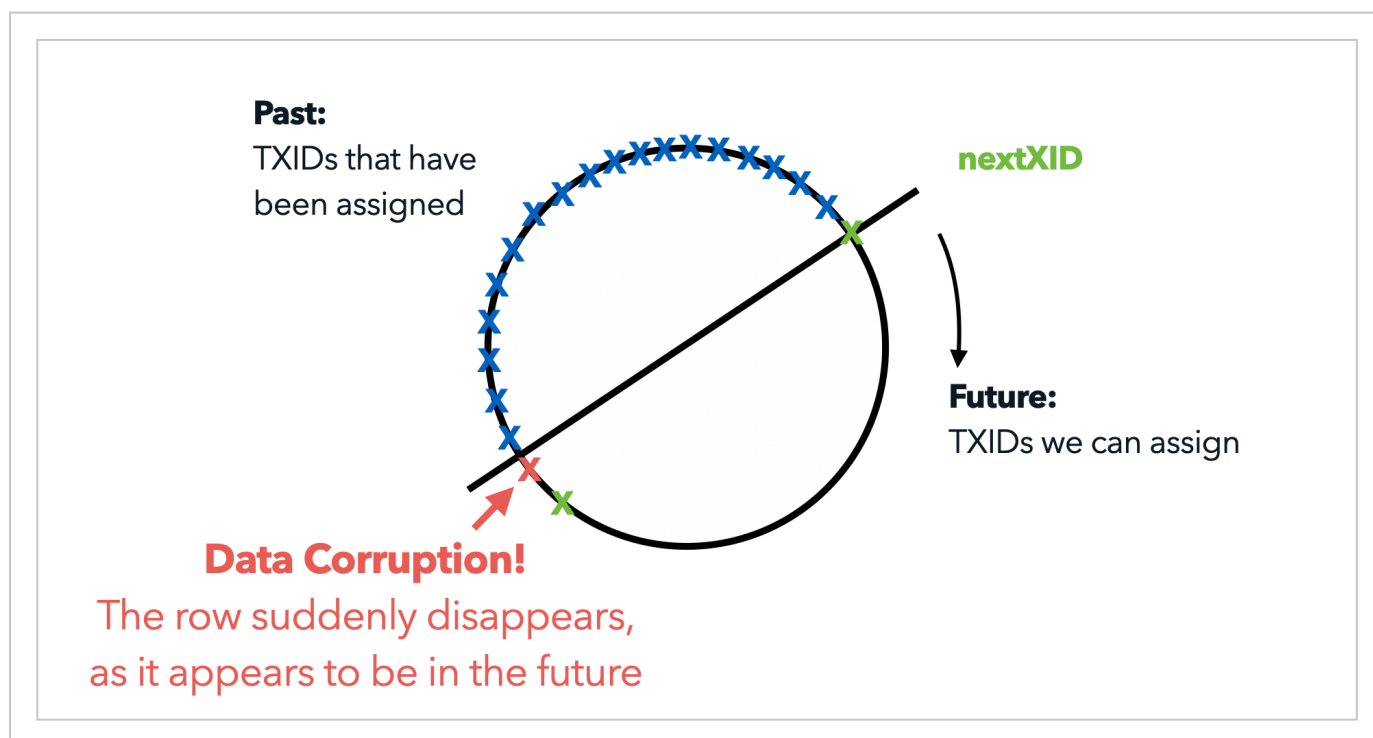 Past:
TXIDs that have
been assigned
nextXID
Future:
TXIDs we can assign
Data Corruption!
The row suddenly disappears,
as it appears to be in the future